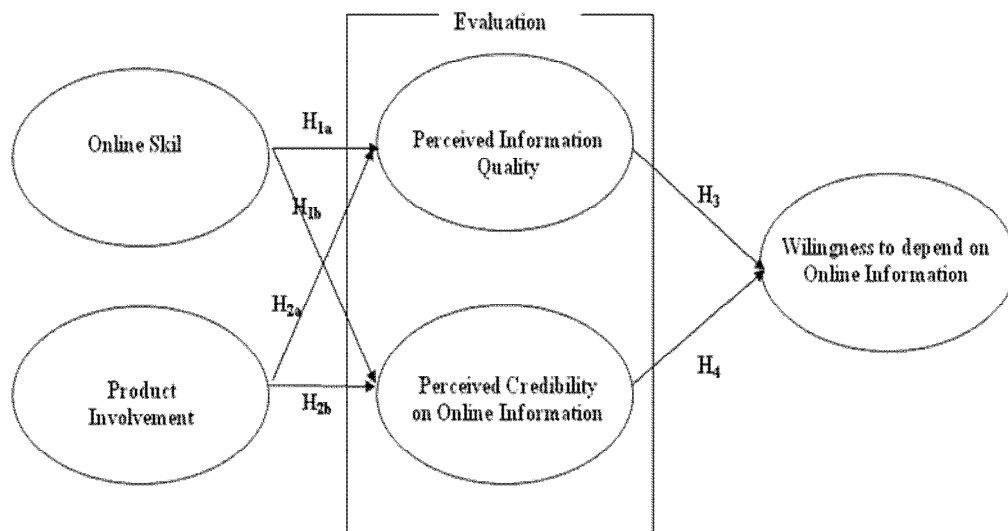 Evaluation
Online Skil
H1a
Perceived Information
Quality
H1b
H3
Wilingness to depend on
Online Information
H2a
Product
Involvement
H2b
Perceived Credibility
on Online Information
H4